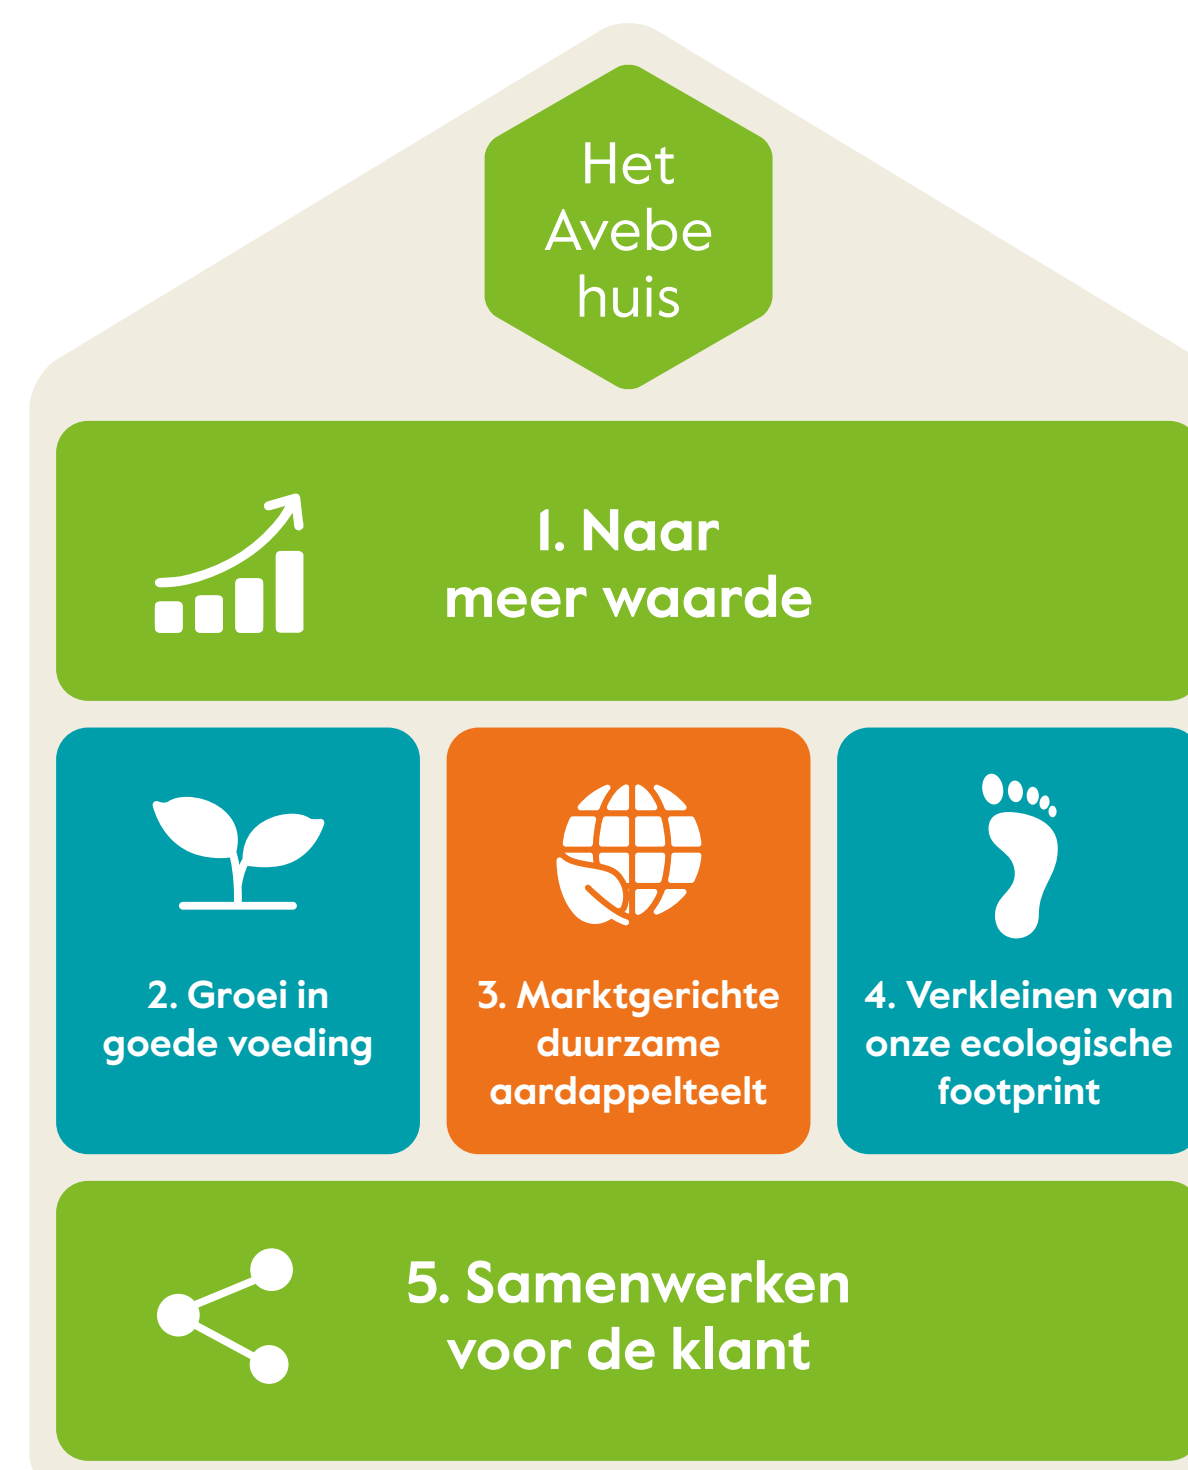 Het
Avebe
huis
1. Naar
meer waarde
2. Groei in
goede voeding
3. Marktgerichte
duurzame
aardappelteelt
4. Verkleinen van
onze ecologische
footprint
5. Samenwerken
voor de klant